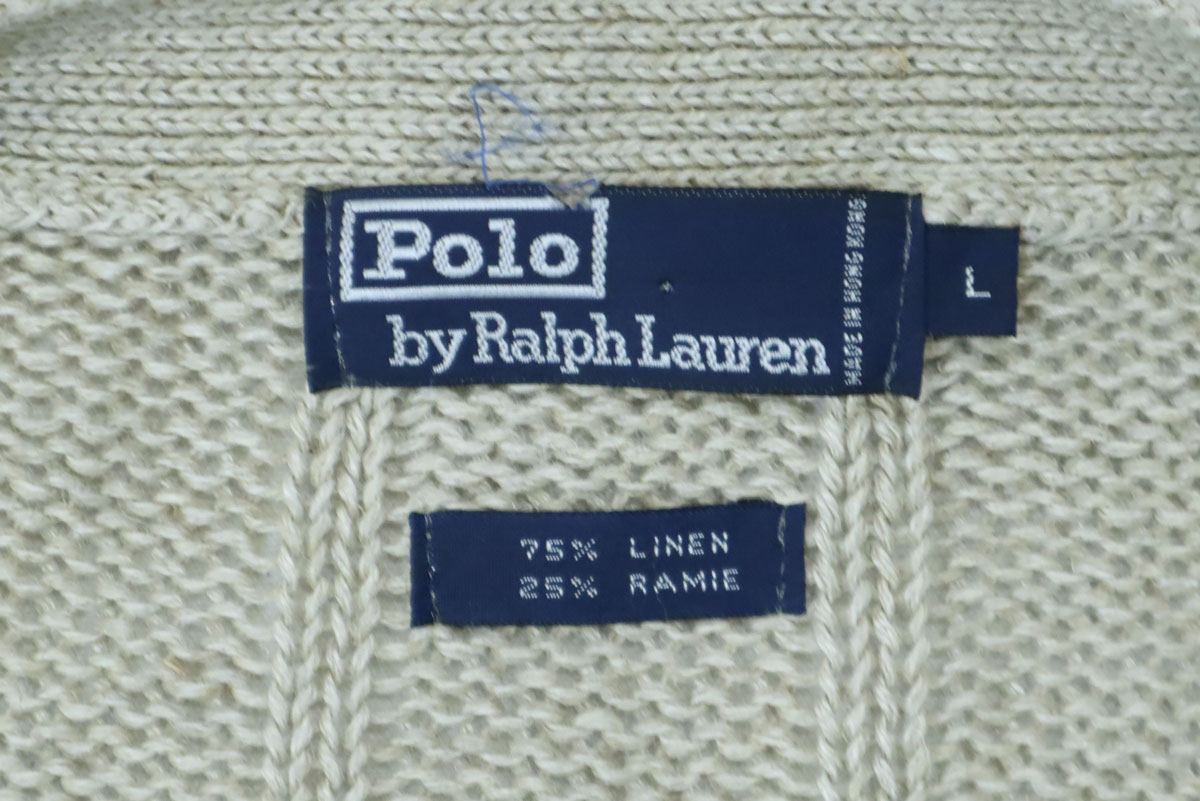 Polo
by Ralph Lauren
MADE IN HONG KONG
L
75% LINEN
25% RAMIE